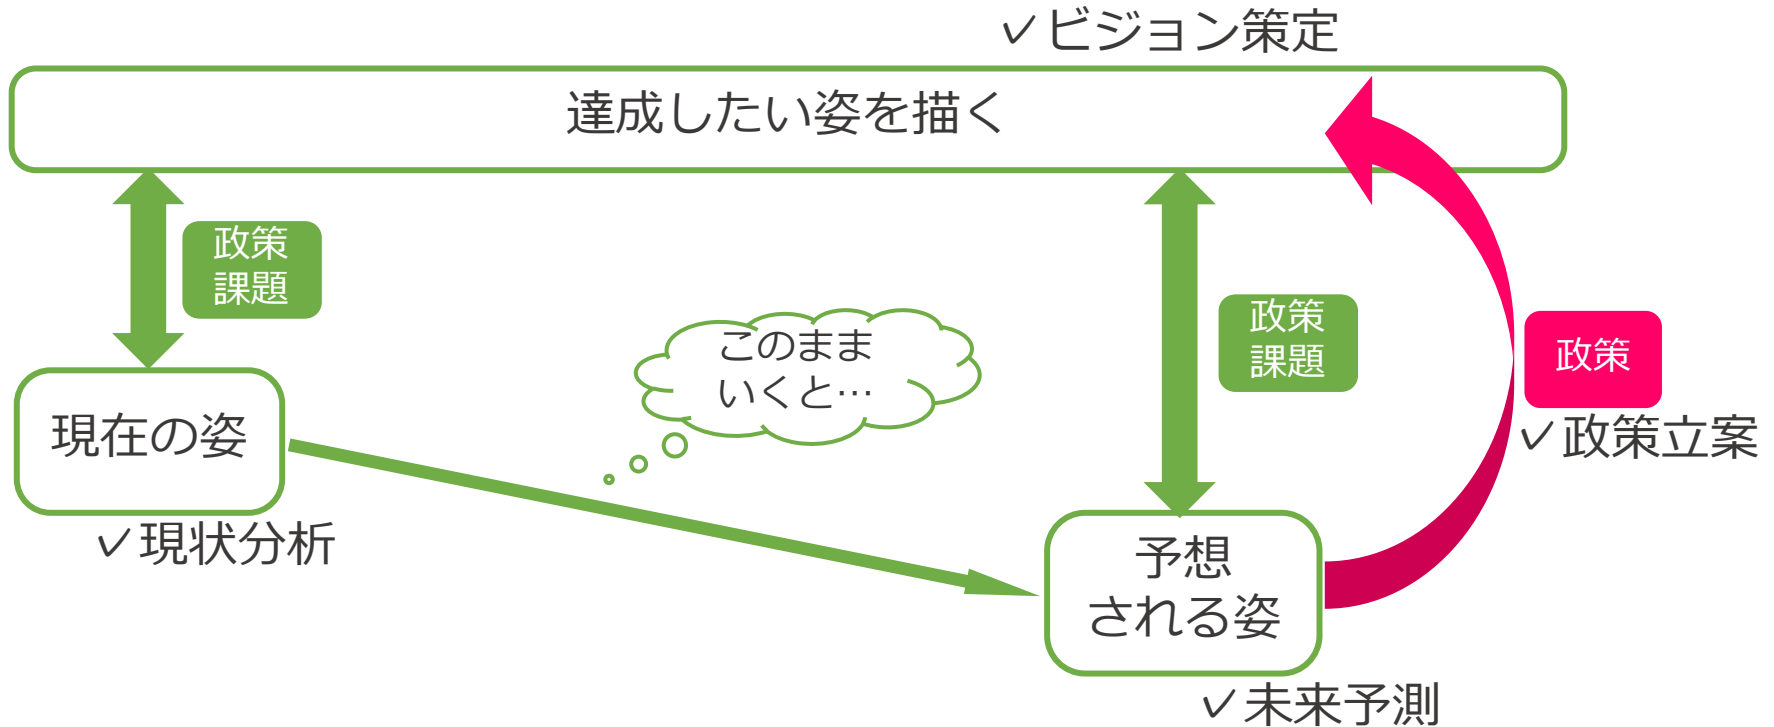 ✓ビジョン策定
達成したい姿を描く
政策
課題
このまま
いくと…
政策
課題
政策
✓政策立案
現在の姿
✓現状分析
予想
される姿
✓未来予測